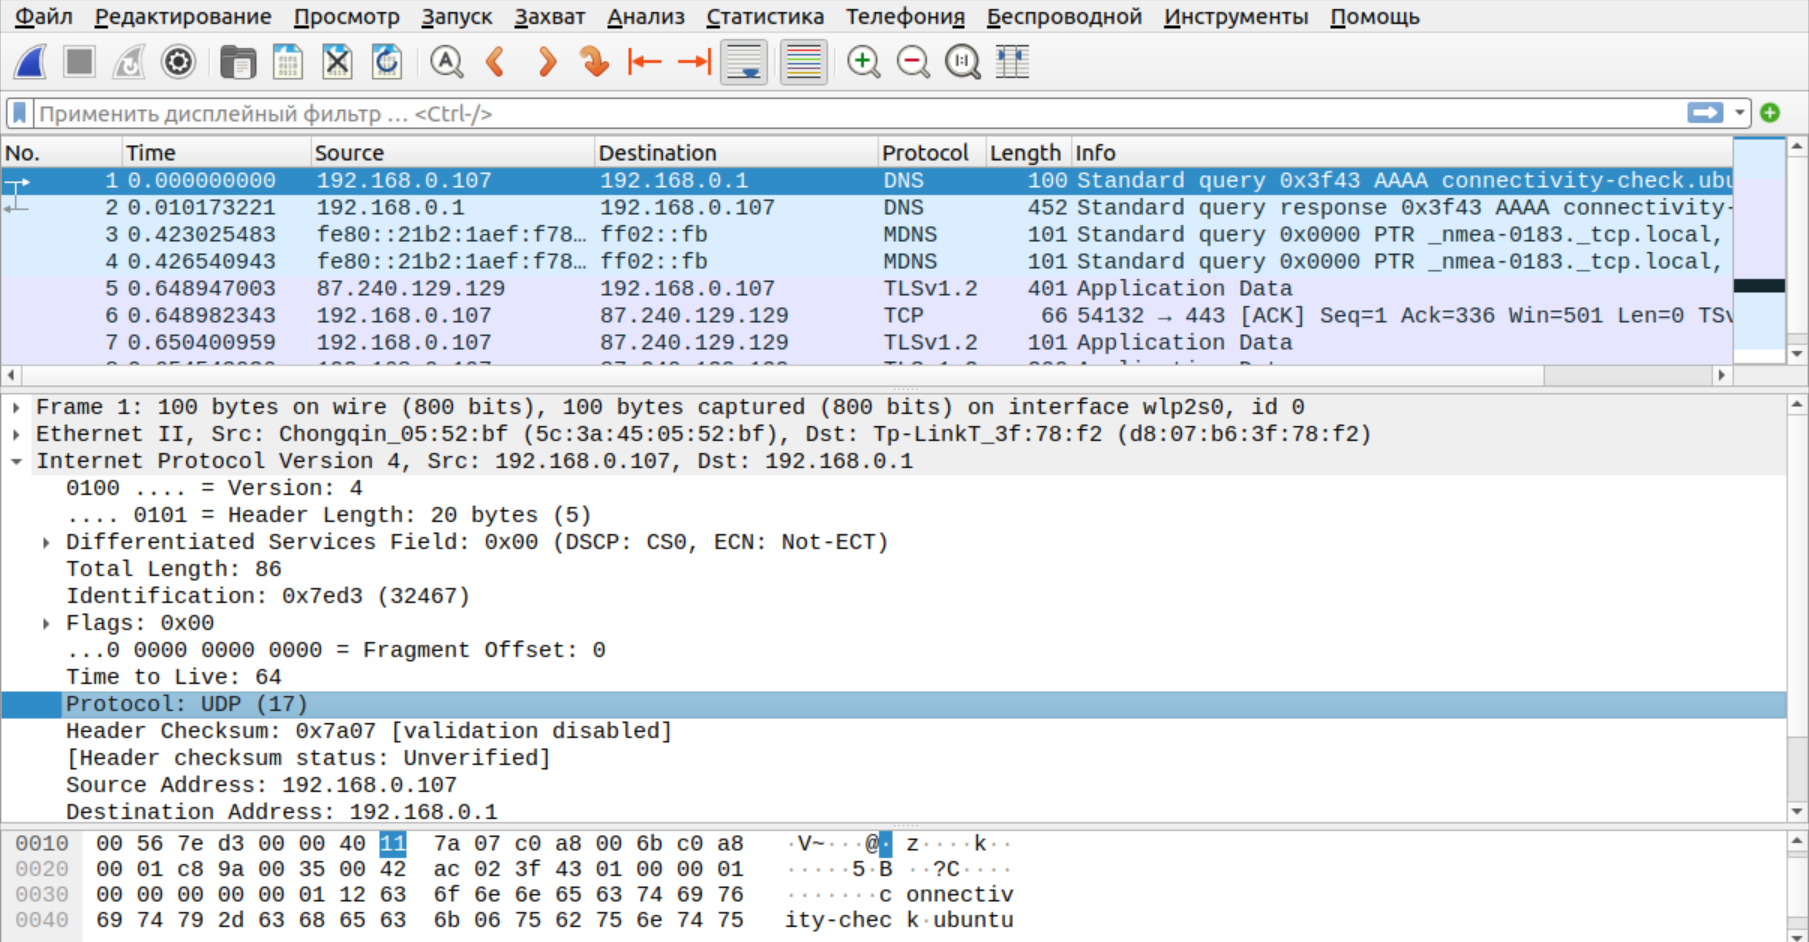 Файл Редактирование Просмотр Запуск Захват Анализ Статистика Телефония Беспроводной Инструменты Помощь
Применить дисплейный фильтр … <Ctrl-/>
No. Time Source Destination Protocol Length Info
1 0.000000000 192.168.0.107 192.168.0.1 DNS 100 Standard query 0x3f43 AAAA connectivity-check.ubu
2 0.010173221 192.168.0.1 192.168.0.107 DNS 452 Standard query response 0x3f43 AAAA connectivity-
3 0.423025483 fe80::21b2:1aef:f78… ff02::fb MDNS 101 Standard query 0x0000 PTR _nmea-0183._tcp.local,
4 0.426540943 fe80::21b2:1aef:f78… ff02::fb MDNS 101 Standard query 0x0000 PTR _nmea-0183._tcp.local,
5 0.648947003 87.240.129.129 192.168.0.107 TLSv1.2 401 Application Data
6 0.648982343 192.168.0.107 87.240.129.129 TCP 66 54132 → 443 [ACK] Seq=1 Ack=336 Win=501 Len=0 TSv
7 0.650400959 192.168.0.107 87.240.129.129 TLSv1.2 101 Application Data
Frame 1: 100 bytes on wire (800 bits), 100 bytes captured (800 bits) on interface wlp2s0, id 0
Ethernet II, Src: Chongqin_05:52:bf (5c:3a:45:05:52:bf), Dst: Tp-LinkT_3f:78:f2 (d8:07:b6:3f:78:f2)
Internet Protocol Version 4, Src: 192.168.0.107, Dst: 192.168.0.1
0100 .... = Version: 4
.... 0101 = Header Length: 20 bytes (5)
Differentiated Services Field: 0x00 (DSCP: CS0, ECN: Not-ECT)
Total Length: 86
Identification: 0x7ed3 (32467)
Flags: 0x00
...0 0000 0000 0000 = Fragment Offset: 0
Time to Live: 64
Protocol: UDP (17)
Header Checksum: 0x7a07 [validation disabled]
[Header checksum status: Unverified]
Source Address: 192.168.0.107
Destination Address: 192.168.0.1
0010 00 56 7e d3 00 00 40 11 7a 07 c0 a8 00 6b c0 a8 ·V~···@· z····k··
0020 00 01 c8 9a 00 35 00 42 ac 02 3f 43 01 00 00 01 ·····5·B ··?C····
0030 00 00 00 00 00 01 12 63 6f 6e 6e 65 63 74 69 76 ·······c onnectiv
0040 69 74 79 2d 63 68 65 63 6b 06 75 62 75 6e 74 75 ity-chec k·ubuntu